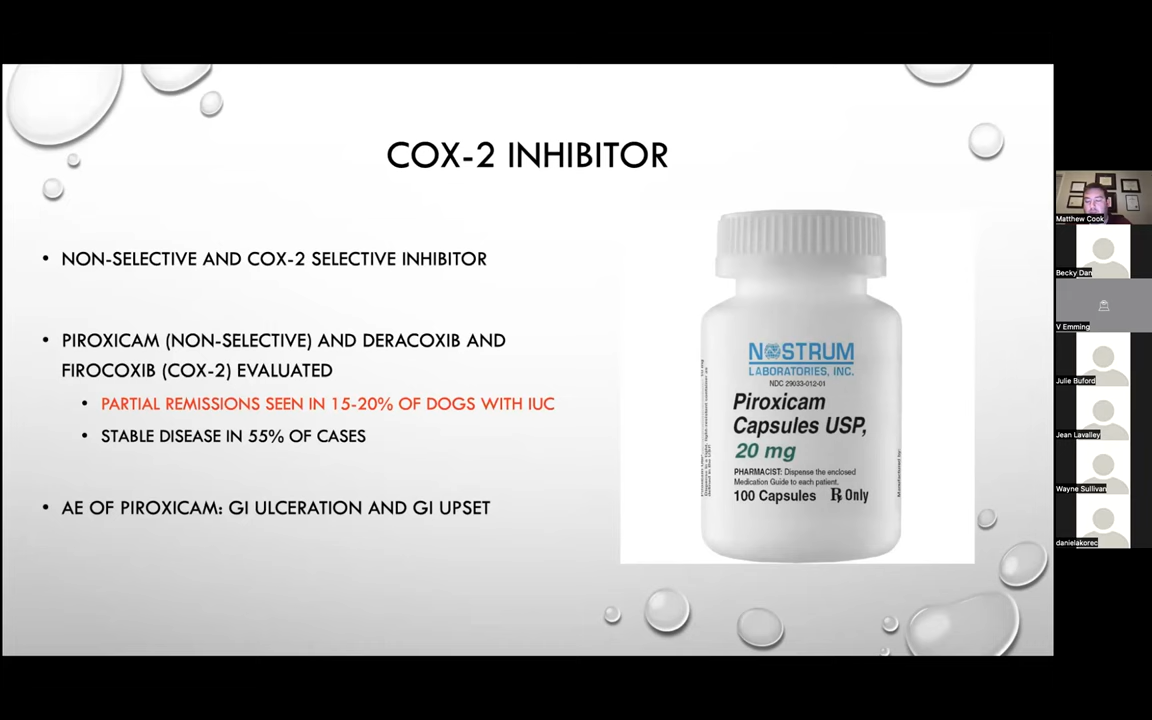 COX-2 INHIBITOR
• NON-SELECTIVE AND COX-2 SELECTIVE INHIBITOR
• PIROXICAM (NON-SELECTIVE) AND DERACOXIB AND
FIROCOXIB (COX-2) EVALUATED
• PARTIAL REMISSIONS SEEN IN 15-20% OF DOGS WITH IUC
• STABLE DISEASE IN 55% OF CASES
• AE OF PIROXICAM: GI ULCERATION AND GI UPSET
NOSTRUM
LABORATORIES, INC.
NDC 29033-012-01
Piroxicam
Capsules USP,
20 mg
PHARMACIST: Dispense the enclosed
Medication Guide to each patient.
100 Capsules ℞ Only
Matthew Cook
Becky Dan
V Emming
Julie Buford
Jean Lavalley
Wayne Sullivan
danielakorec